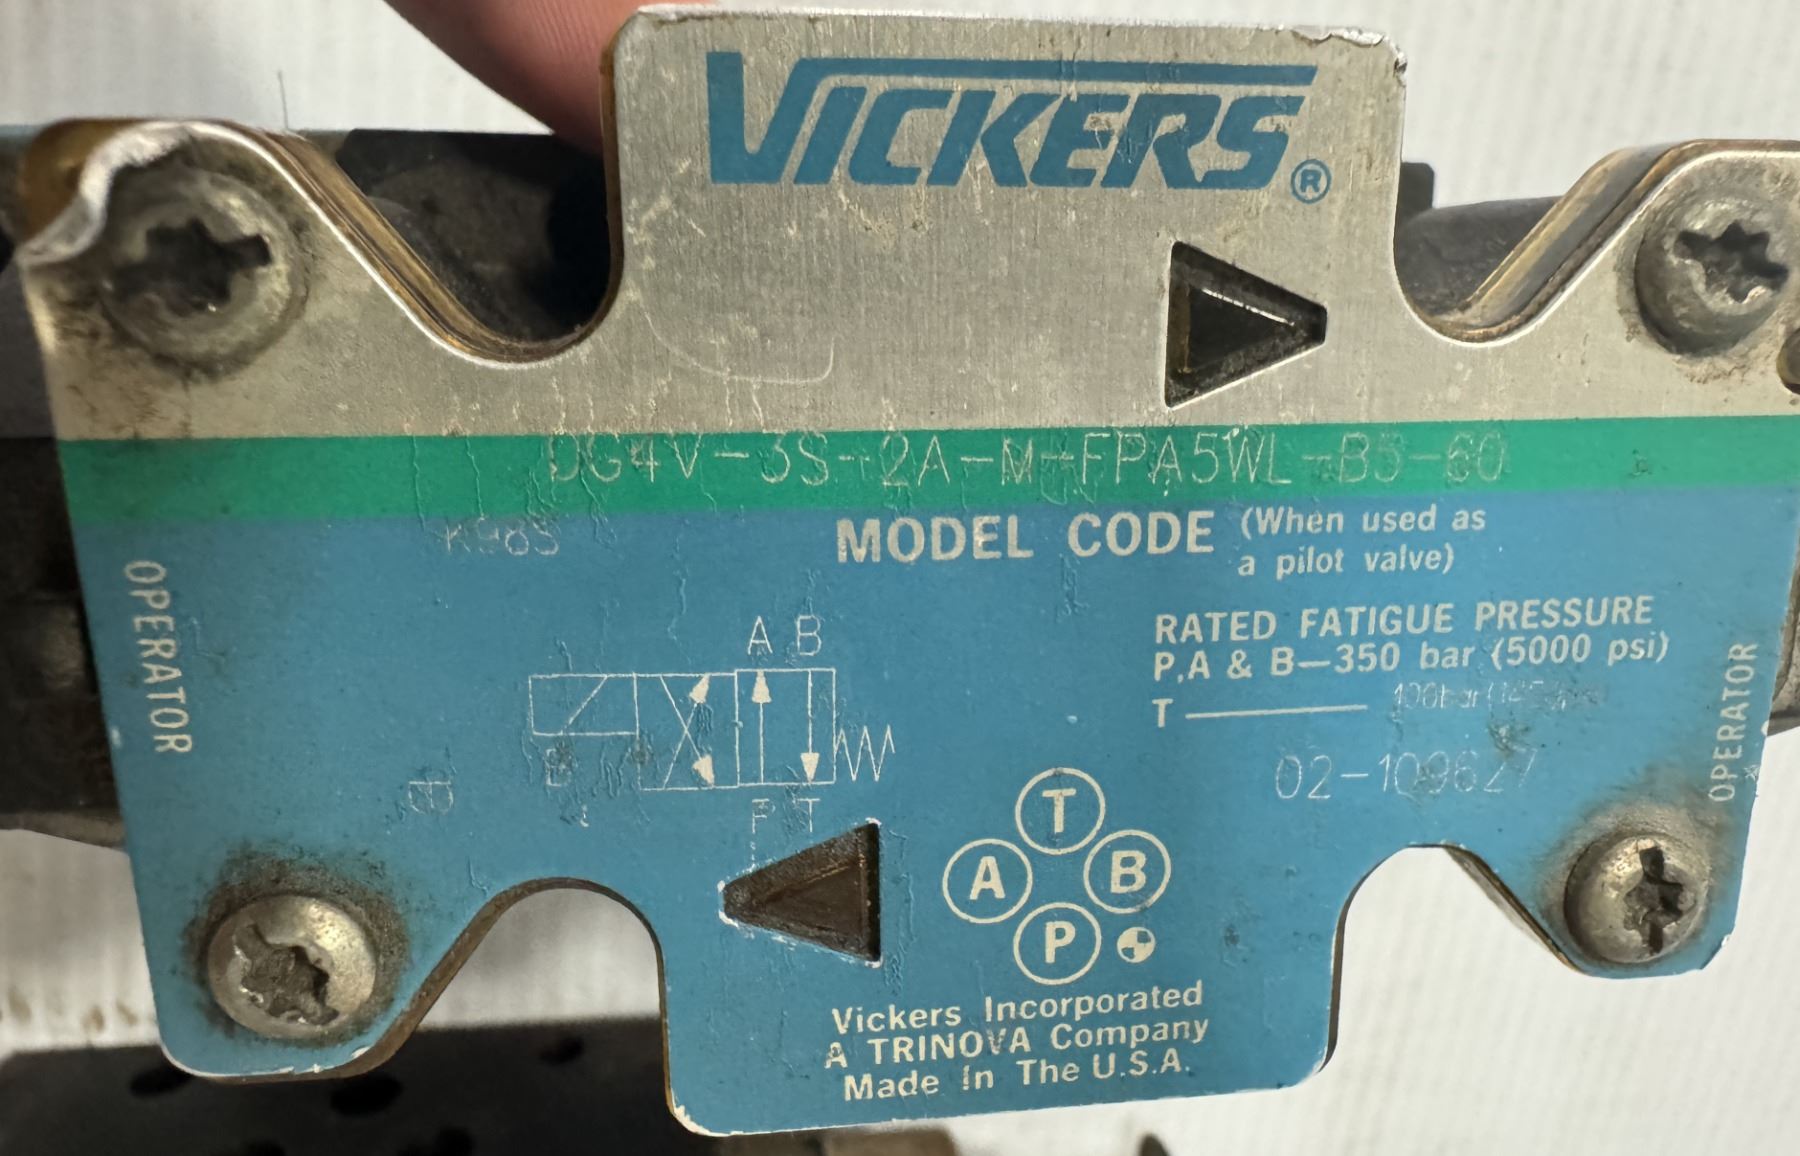 VICKERS®
DG4V-3S-2A-M-FPA5WL-B5-60
K98S
MODEL CODE (When used as
a pilot valve)
OPERATOR
RATED FATIGUE PRESSURE
P,A & B—350 bar (5000 psi)
T
02-109627
OPERATOR
A B
P T
T
A B
P
Vickers Incorporated
A TRINOVA Company
Made In The U.S.A.